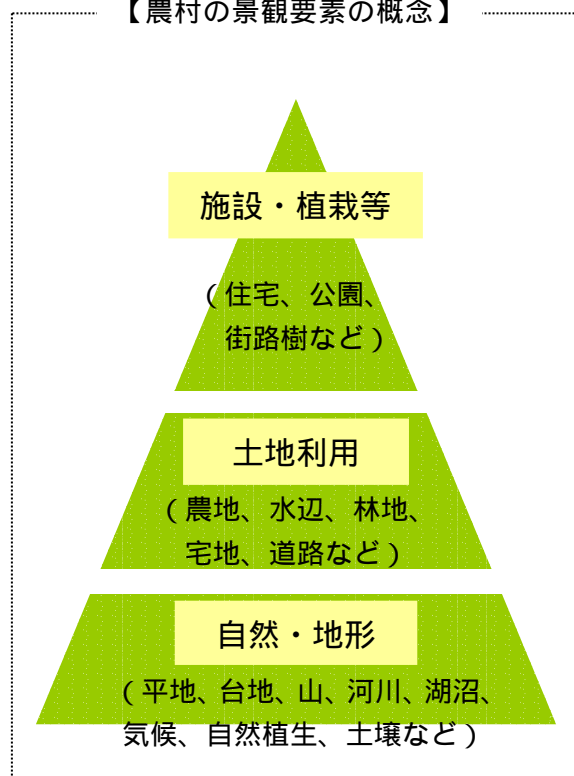 【農村の景観要素の概念】
施設・植栽等
(住宅、公園、
街路樹など)
土地利用
(農地、水辺、林地、
宅地、道路など)
自然・地形
(平地、台地、山、河川、湖沼、
気候、自然植生、土壌など)